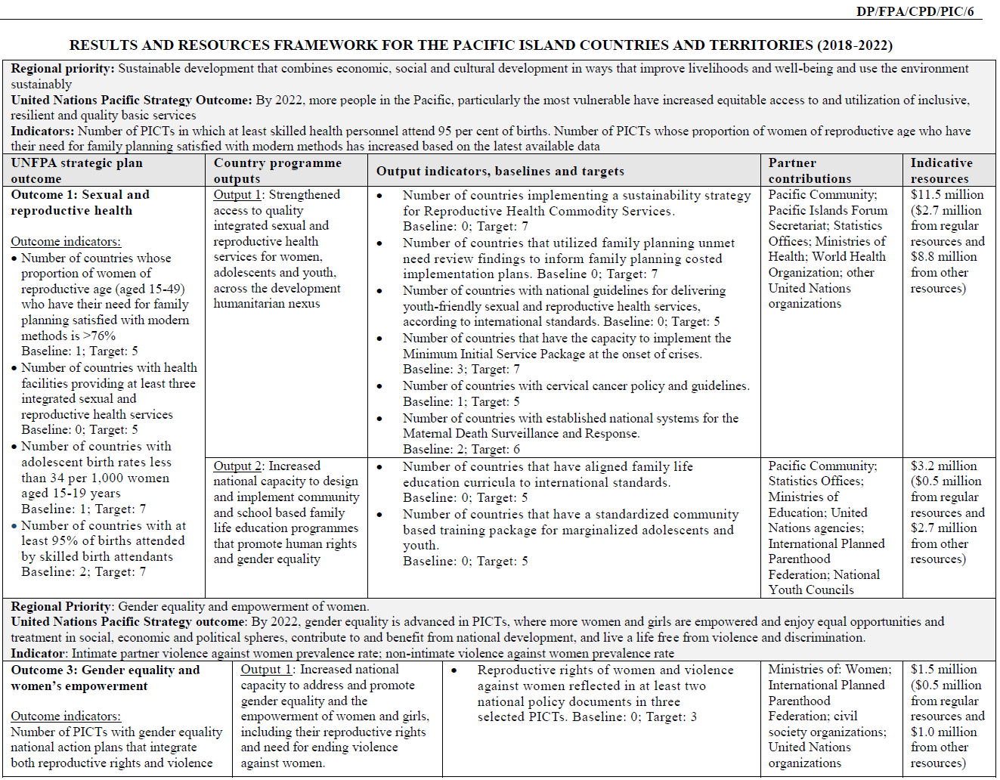 DP/FPA/CPD/PIC/6
RESULTS AND RESOURCES FRAMEWORK FOR THE PACIFIC ISLAND COUNTRIES AND TERRITORIES (2018-2022)
Regional priority: Sustainable development that combines economic, social and cultural development in ways that improve livelihoods and well-being and use the environment
sustainably
United Nations Pacific Strategy Outcome: By 2022, more people in the Pacific, particularly the most vulnerable have increased equitable access to and utilization of inclusive,
resilient and quality basic services
Indicators: Number of PICTs in which at least skilled health personnel attend 95 per cent of births. Number of PICTs whose proportion of women of reproductive age who have
their need for family planning satisfied with modern methods has increased based on the latest available data
UNFPA strategic plan
outcome
Country programme
outputs
Output indicators, baselines and targets
Partner
contributions
Indicative
resources
Outcome 1: Sexual and
reproductive health
Outcome indicators:
• Number of countries whose
proportion of women of
reproductive age (aged 15-49)
who have their need for family
planning satisfied with modern
methods is >76%
Baseline: 1; Target: 5
• Number of countries with health
facilities providing at least three
integrated sexual and
reproductive health services
Baseline: 0; Target: 5
• Number of countries with
adolescent birth rates less
than 34 per 1,000 women
aged 15-19 years
Baseline: 1; Target: 7
• Number of countries with at
least 95% of births attended
by skilled birth attendants
Baseline: 2; Target: 7
Output 1: Strengthened
access to quality
integrated sexual and
reproductive health
services for women,
adolescents and youth,
across the development
humanitarian nexus
• Number of countries implementing a sustainability strategy
for Reproductive Health Commodity Services.
Baseline: 0; Target: 7
• Number of countries that utilized family planning unmet
need review findings to inform family planning costed
implementation plans. Baseline 0; Target: 7
• Number of countries with national guidelines for delivering
youth-friendly sexual and reproductive health services,
according to international standards. Baseline: 0; Target: 5
• Number of countries that have the capacity to implement the
Minimum Initial Service Package at the onset of crises.
Baseline: 3; Target: 7
• Number of countries with cervical cancer policy and guidelines.
Baseline: 1; Target: 5
• Number of countries with established national systems for the
Maternal Death Surveillance and Response.
Baseline: 2; Target: 6
Pacific Community;
Pacific Islands Forum
Secretariat; Statistics
Offices; Ministries of
Health; World Health
Organization; other
United Nations
organizations
$11.5 million
($2.7 million
from regular
resources and
$8.8 million
from other
resources)
Output 2: Increased
national capacity to design
and implement community
and school based family
life education programmes
that promote human rights
and gender equality
• Number of countries that have aligned family life
education curricula to international standards.
Baseline: 0; Target: 5
• Number of countries that have a standardized community
based training package for marginalized adolescents and
youth.
Baseline: 0; Target: 5
Pacific Community;
Statistics Offices;
Ministries of
Education; United
Nations agencies;
International Planned
Parenthood
Federation; National
Youth Councils
$3.2 million
($0.5 million
from regular
resources and
$2.7 million
from other
resources)
Regional Priority: Gender equality and empowerment of women.
United Nations Pacific Strategy outcome: By 2022, gender equality is advanced in PICTs, where more women and girls are empowered and enjoy equal opportunities and
treatment in social, economic and political spheres, contribute to and benefit from national development, and live a life free from violence and discrimination.
Indicator: Intimate partner violence against women prevalence rate; non-intimate violence against women prevalence rate
Outcome 3: Gender equality and
women's empowerment
Outcome indicators:
Number of PICTs with gender equality
national action plans that integrate
both reproductive rights and violence
Output 1: Increased national
capacity to address and promote
gender equality and the
empowerment of women and girls,
including their reproductive rights
and need for ending violence
against women.
• Reproductive rights of women and violence
against women reflected in at least two
national policy documents in three
selected PICTs. Baseline: 0; Target: 3
Ministries of: Women;
International Planned
Parenthood
Federation; civil
society organizations;
United Nations
organizations
$1.5 million
($0.5 million
from regular
resources and
$1.0 million
from other
resources)